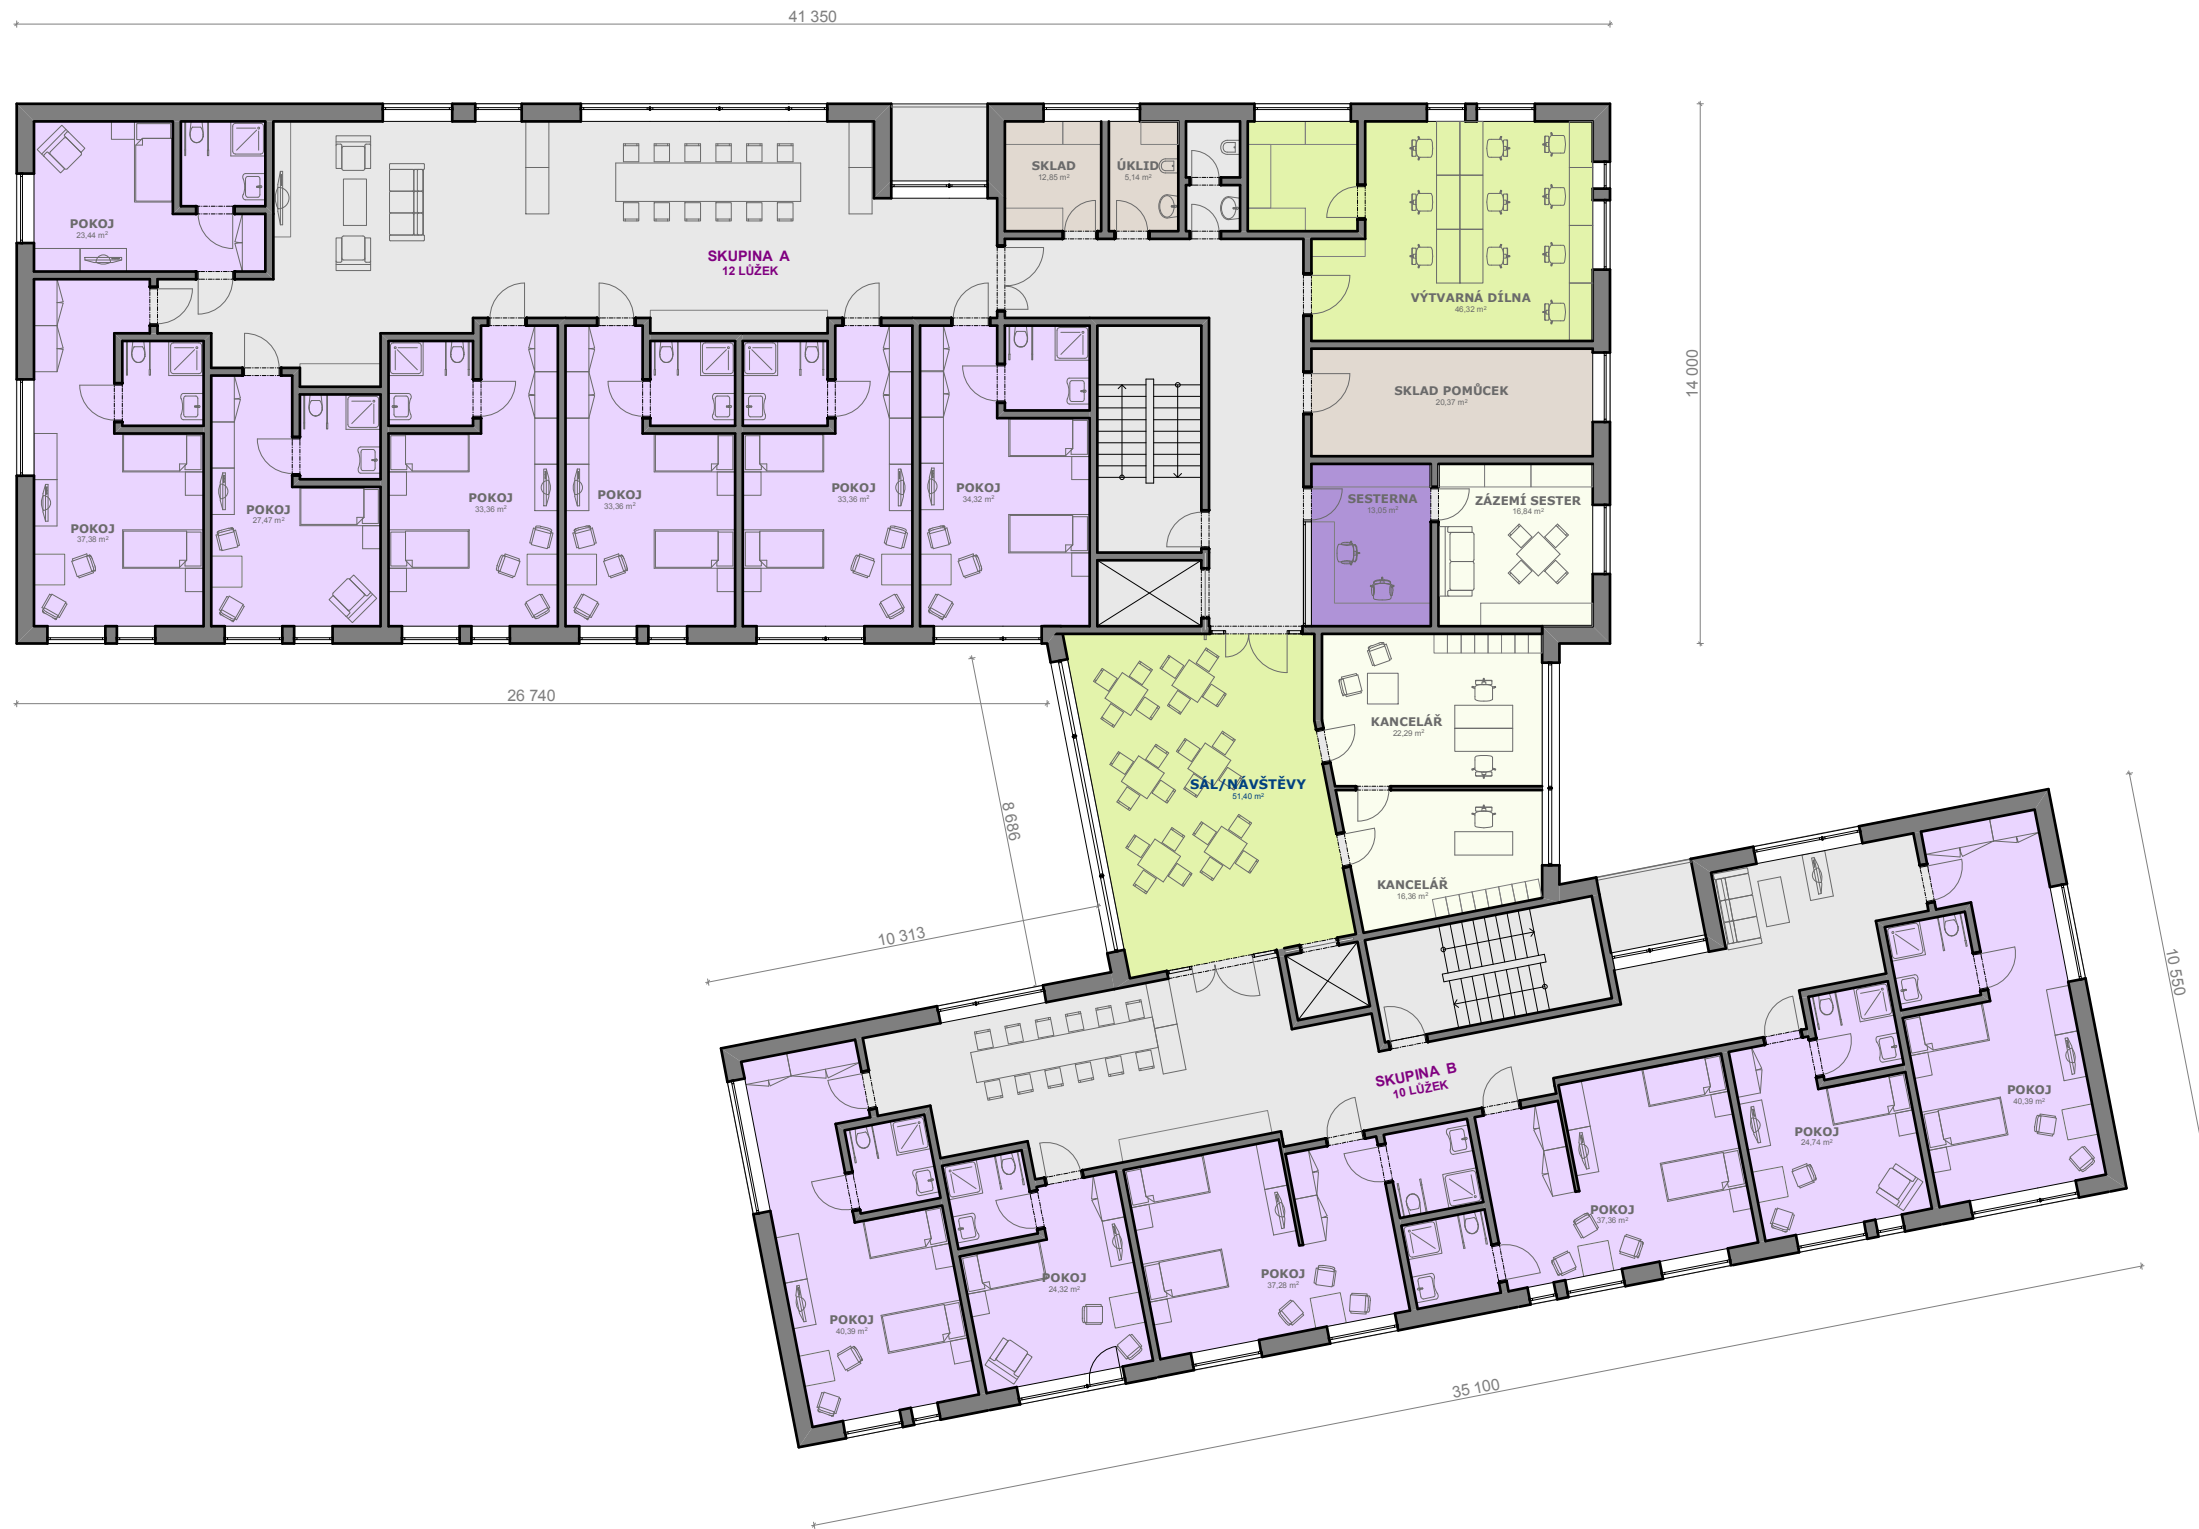 41 350
POKOJ
23,44 m²
SKUPINA A
12 LŮŽEK
SKLAD
12,85 m²
ÚKLID
5,14 m²
VÝTVARNÁ DÍLNA
46,32 m²
14 000
SKLAD POMŮCEK
20,37 m²
POKOJ
37,38 m²
POKOJ
27,47 m²
POKOJ
33,36 m²
POKOJ
33,36 m²
POKOJ
33,36 m²
POKOJ
34,32 m²
SESTERNA
13,05 m²
ZÁZEMÍ SESTER
16,84 m²
26 740
KANCELÁŘ
22,29 m²
SÁL/NÁVŠTĚVY
51,40 m²
8 686
KANCELÁŘ
16,36 m²
10 313
10 550
SKUPINA B
10 LŮŽEK
POKOJ
40,39 m²
POKOJ
24,74 m²
POKOJ
37,36 m²
POKOJ
37,28 m²
POKOJ
24,32 m²
POKOJ
40,39 m²
35 100